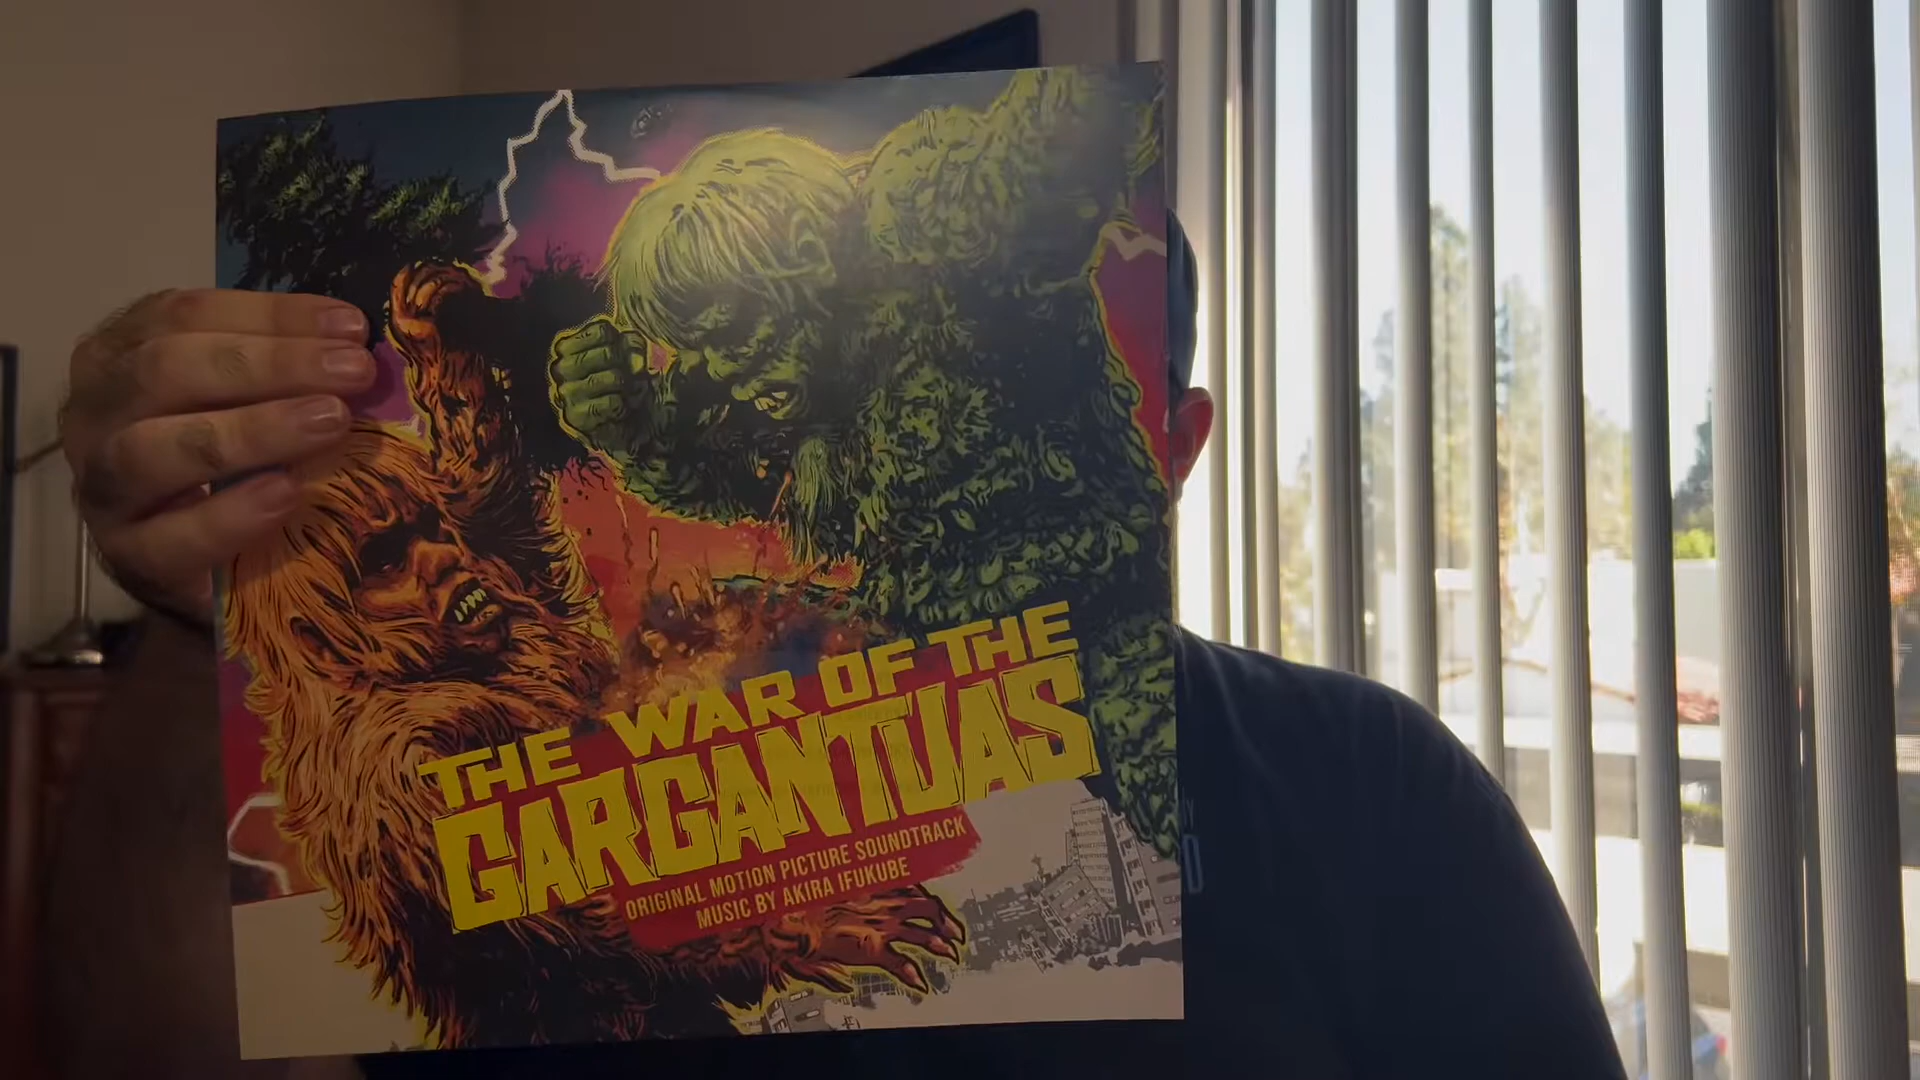 THE WAR OF THE
GARGANTUAS
ORIGINAL MOTION PICTURE SOUNDTRACK
MUSIC BY AKIRA IFUKUBE